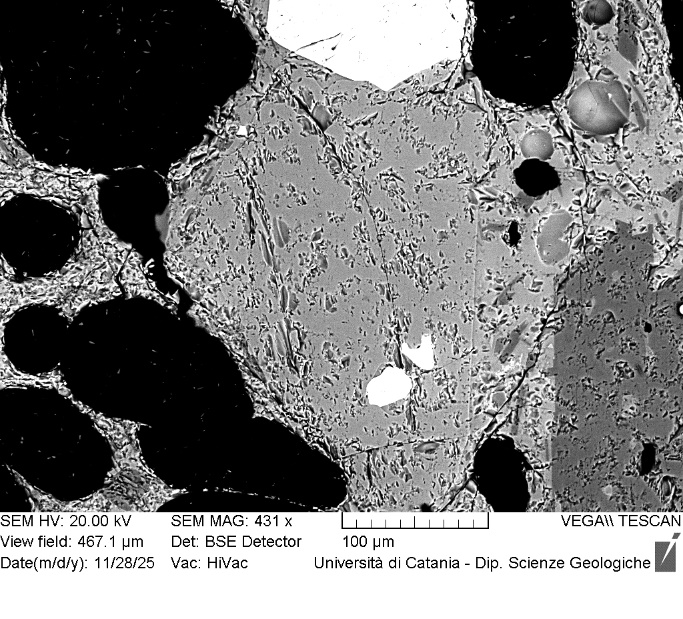 SEM HV: 20.00 kV SEM MAG: 431 x VEGA\\ TESCAN
View field: 467.1 µm Det: BSE Detector 100 µm
Date(m/d/y): 11/28/25 Vac: HiVac Università di Catania - Dip. Scienze Geologiche